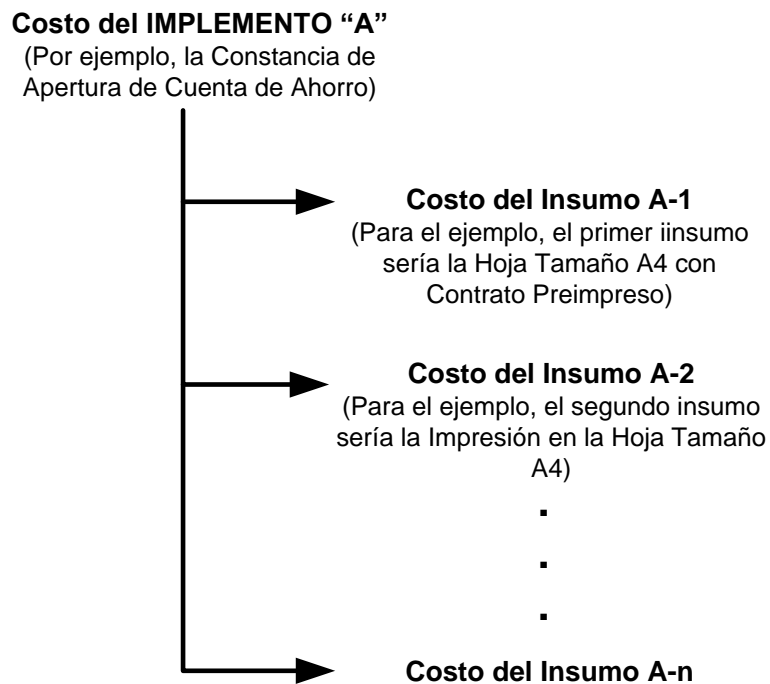 Costo del IMPLEMENTO “A”
(Por ejemplo, la Constancia de
Apertura de Cuenta de Ahorro)
Costo del Insumo A-1
(Para el ejemplo, el primer iinsumo
sería la Hoja Tamaño A4 con
Contrato Preimpreso)
Costo del Insumo A-2
(Para el ejemplo, el segundo insumo
sería la Impresión en la Hoja Tamaño
A4)
.
.
.
Costo del Insumo A-n